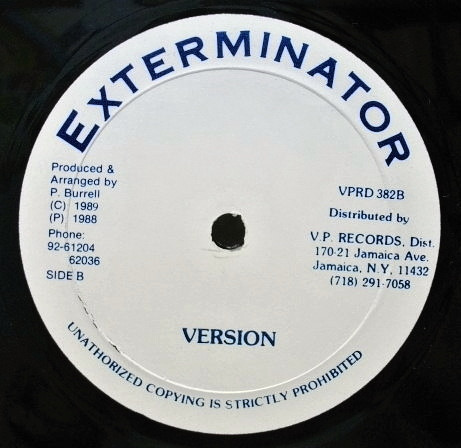 EXTERMINATOR
Produced &
Arranged by
P. Burrell
(C) 1989
(P) 1988
Phone:
92-61204
62036
SIDE B
VPRD 382B
Distributed by
V.P. RECORDS, Dist.
170-21 Jamaica Ave.
Jamaica, N.Y, 11432
(718) 291-7058
VERSION
UNATHORIZED COPYING IS STRICTLY PROHIBITED